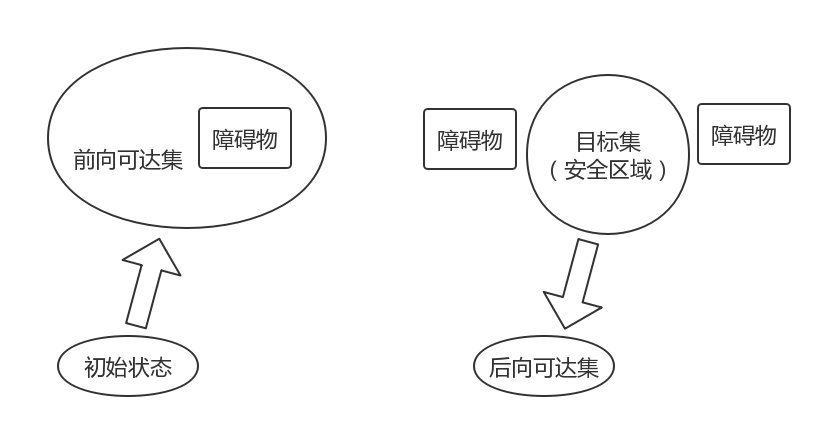 前向可达集
障碍物
初始状态
障碍物
目标集
（安全区域）
障碍物
后向可达集